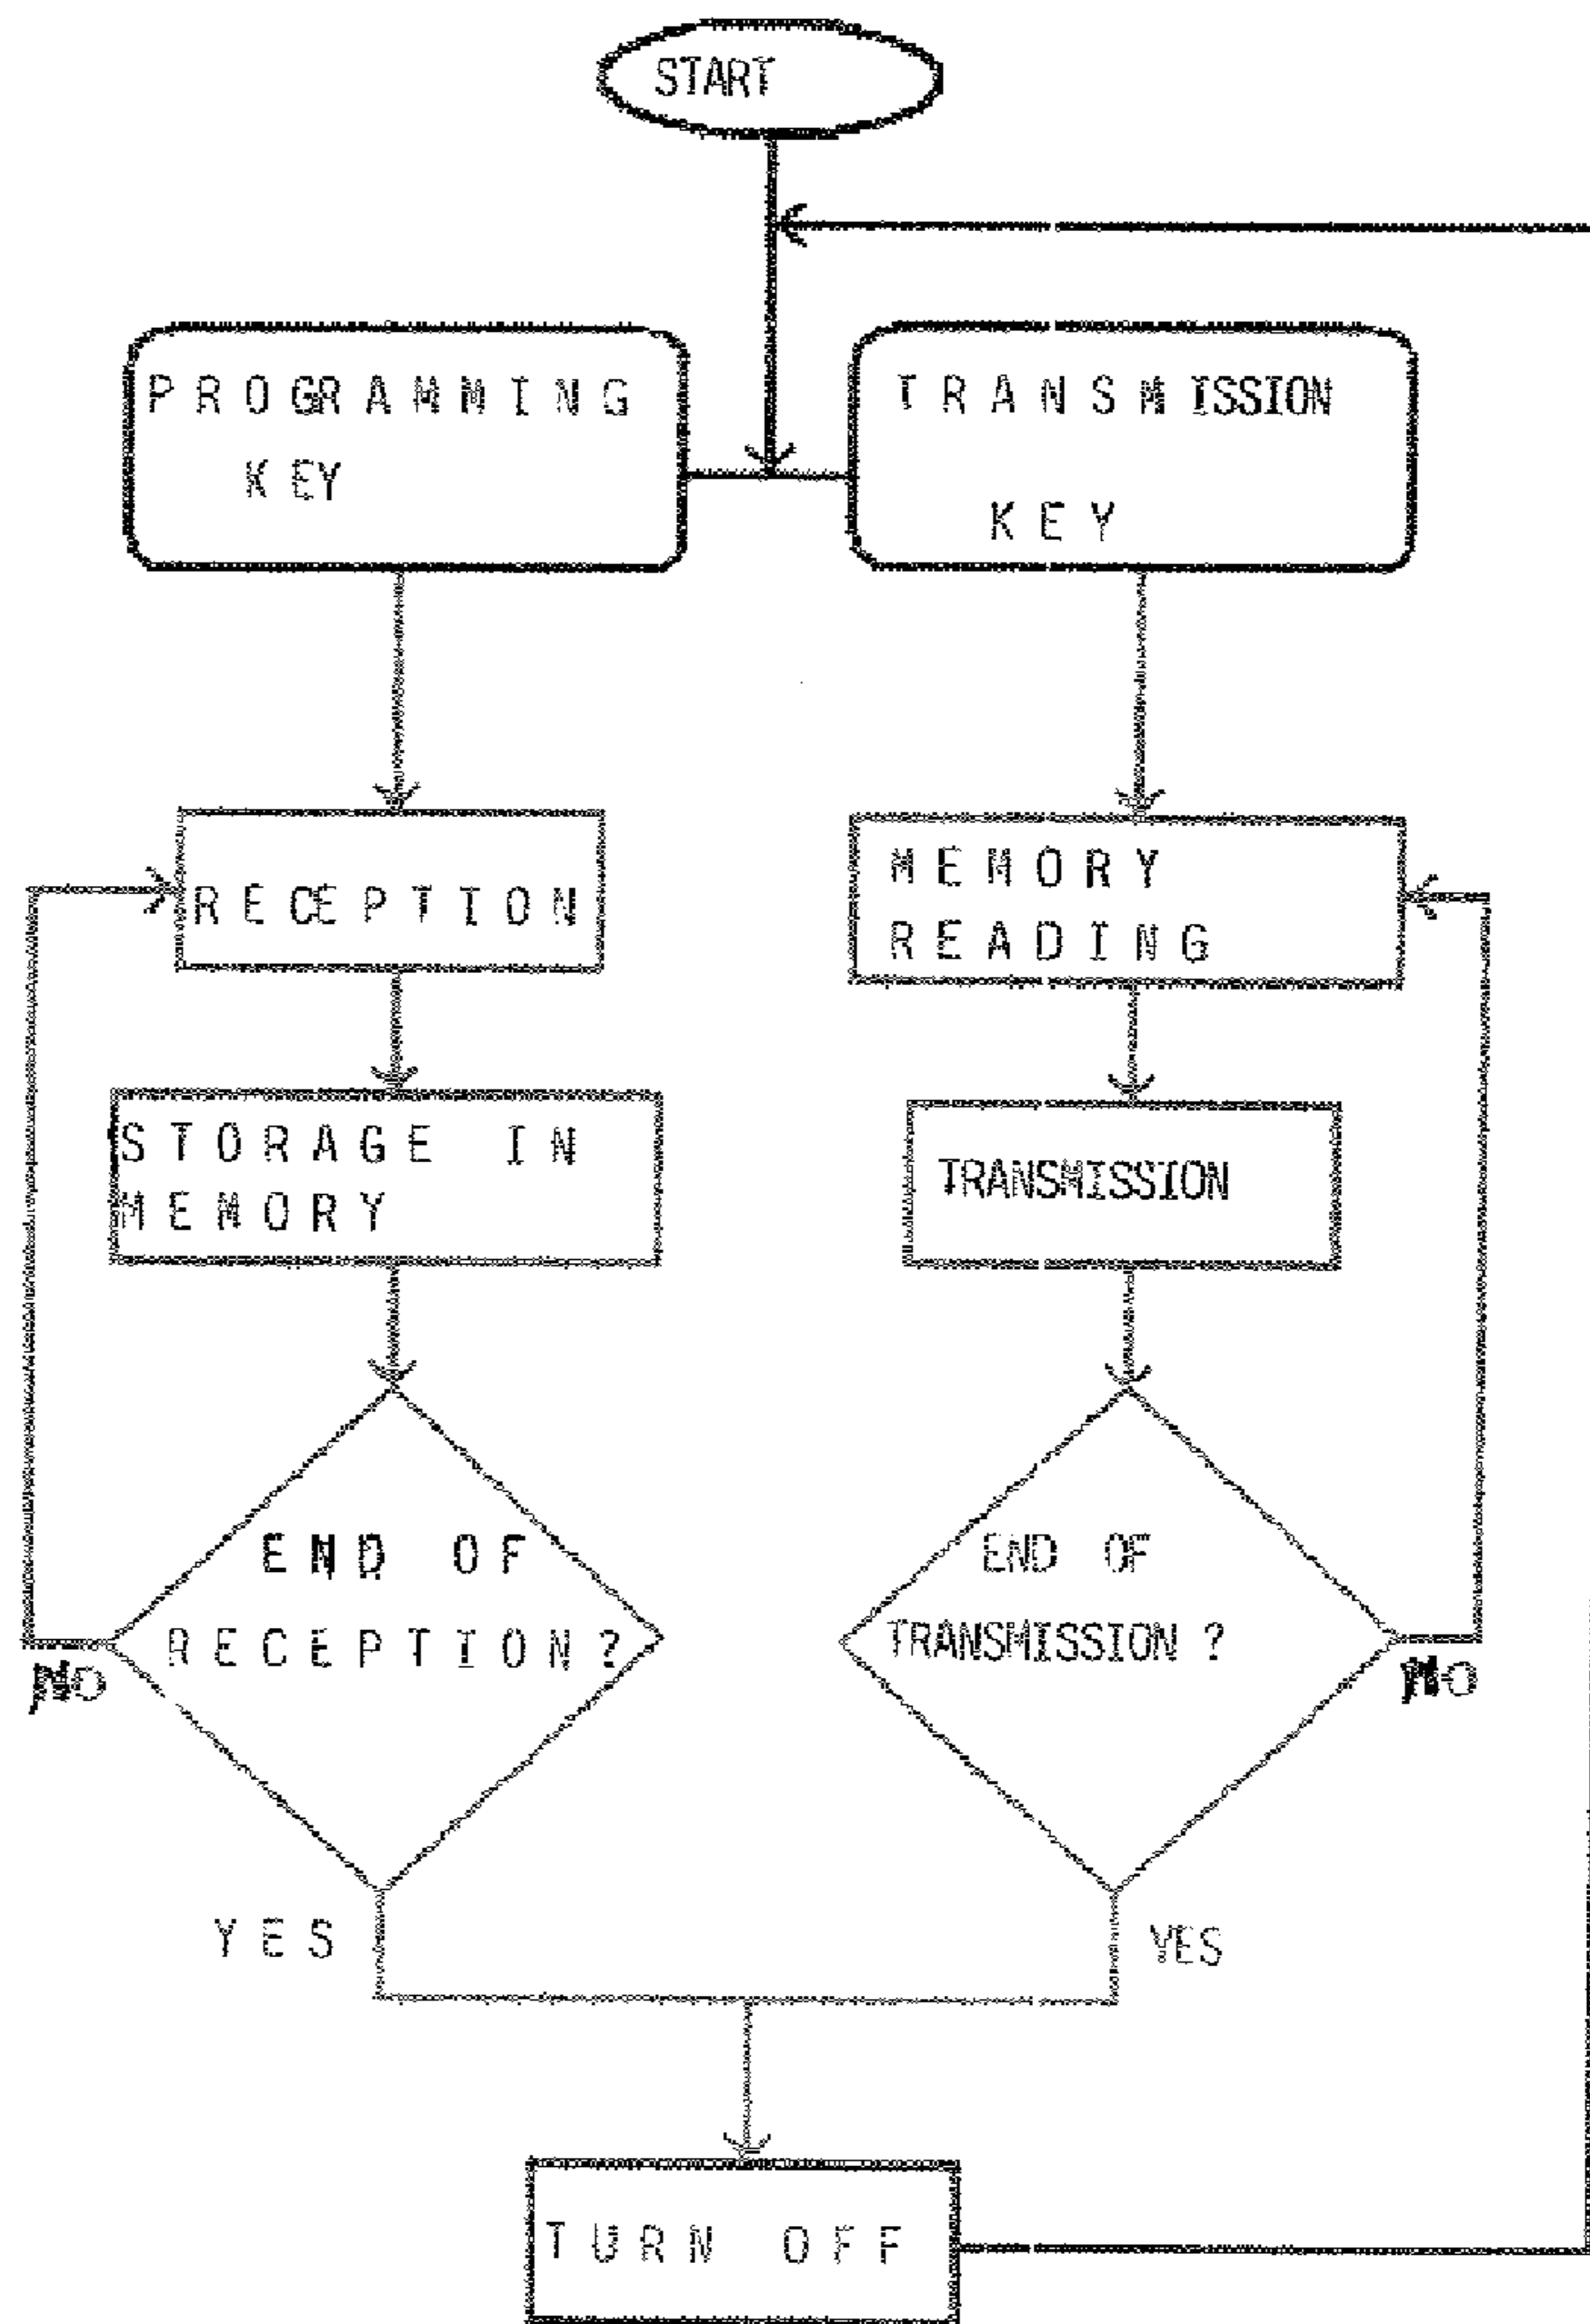 START
PROGRAMMING
KEY
TRANSMISSION
KEY
RECEPTION
MEMORY
READING
STORAGE IN
MEMORY
TRANSMISSION
END OF
RECEPTION?
END OF
TRANSMISSION ?
NO
NO
YES
YES
TURN OFF